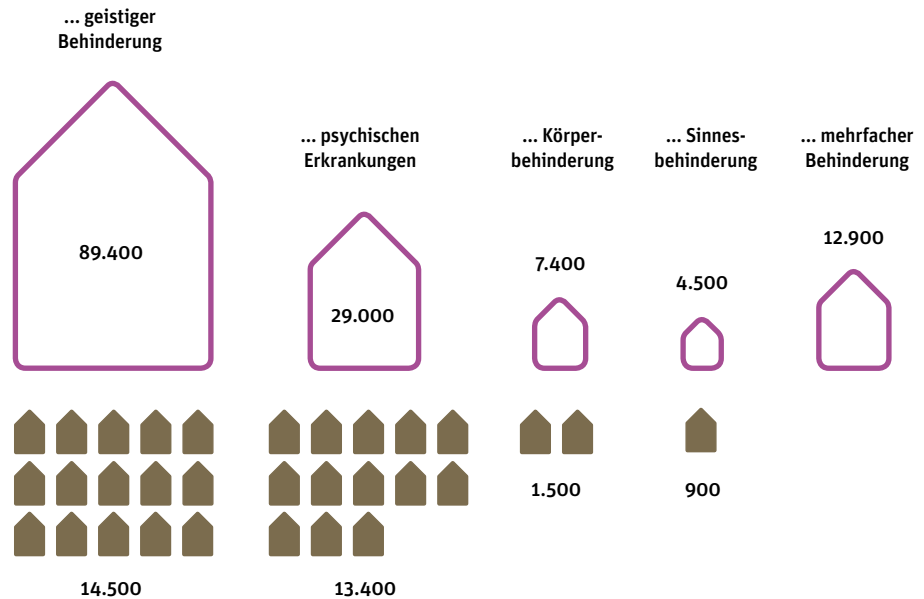 ... geistiger
Behinderung
... psychischen
Erkrankungen
... Körper-
behinderung
... Sinnes-
behinderung
... mehrfacher
Behinderung
89.400
29.000
7.400
4.500
12.900
14.500
13.400
1.500
900